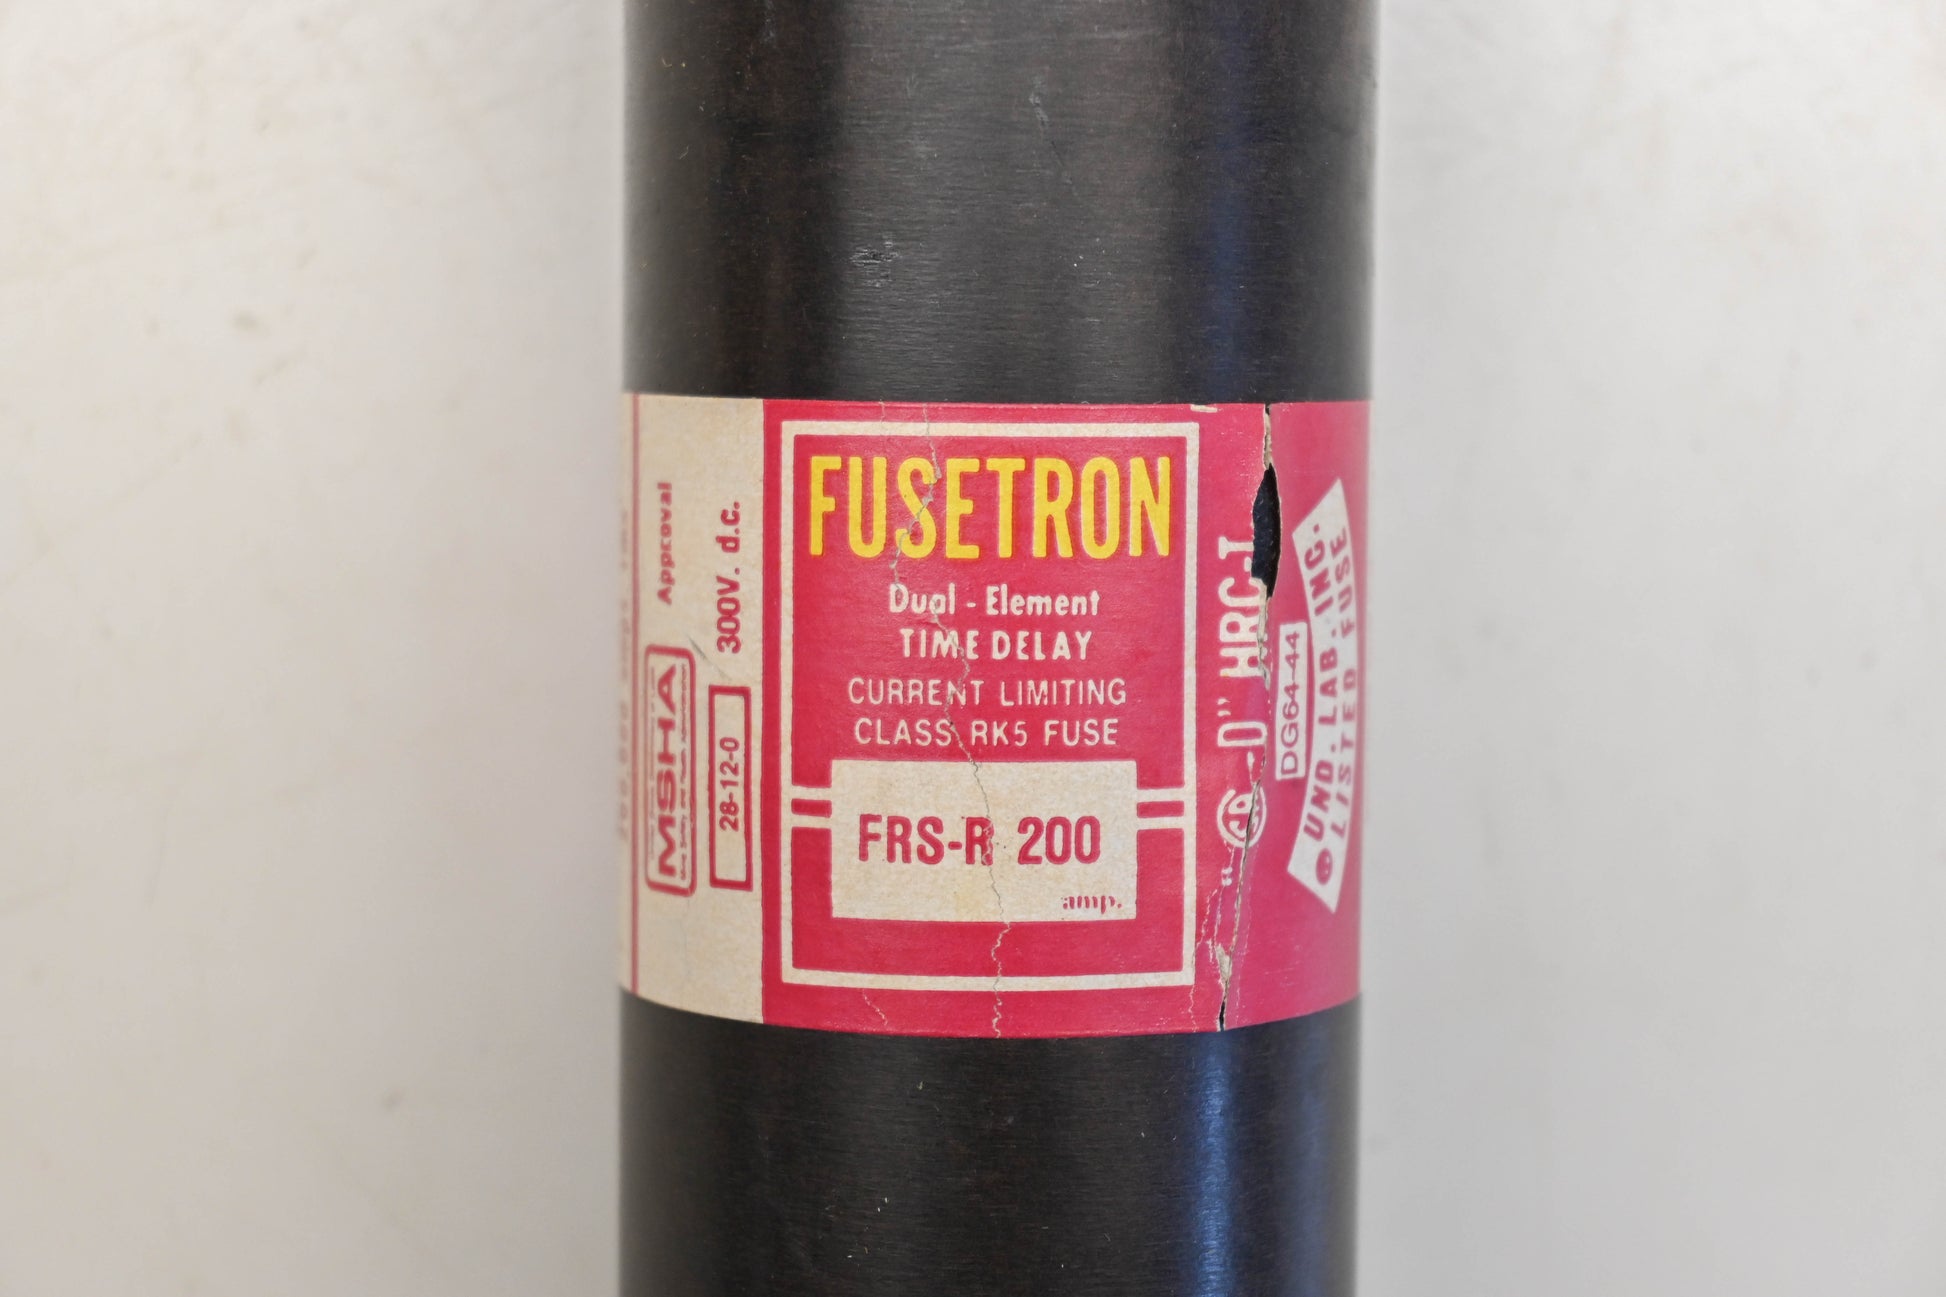 FUSETRON
Dual - Element
TIME DELAY
CURRENT LIMITING
CLASS RK5 FUSE
FRS-R 200
amp.
MSHA
Approval
28-12-0
300V. d.c.
"D" HRC-I
DG64-44
UND. LAB. INC.
LISTED FUSE